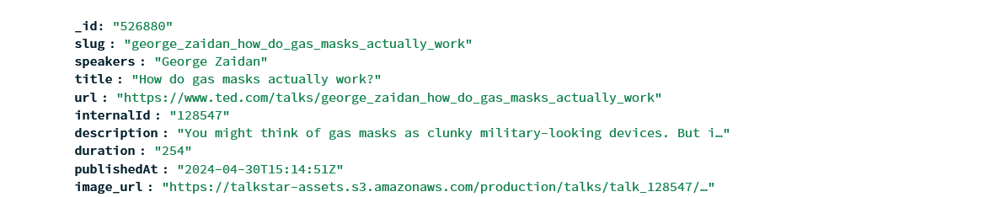 _id: "526880"
slug : "george_zaidan_how_do_gas_masks_actually_work"
speakers : "George Zaidan"
title : "How do gas masks actually work?"
url : "https://www.ted.com/talks/george_zaidan_how_do_gas_masks_actually_work"
internalId : "128547"
description : "You might think of gas masks as clunky military-looking devices. But i…"
duration : "254"
publishedAt : "2024-04-30T15:14:51Z"
image_url : "https://talkstar-assets.s3.amazonaws.com/production/talks/talk_128547/…"